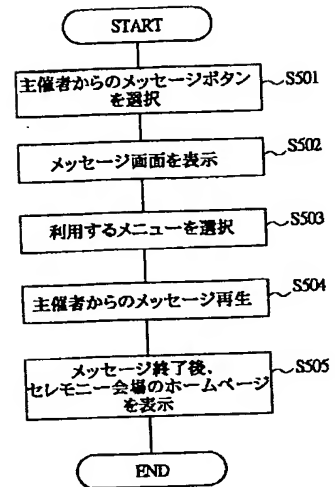 START
主催者からのメッセージボタン
を選択
S501
メッセージ画面を表示
S502
利用するメニューを選択
S503
主催者からのメッセージ再生
S504
メッセージ終了後、
セレモニー会場のホームページ
を表示
S505
END